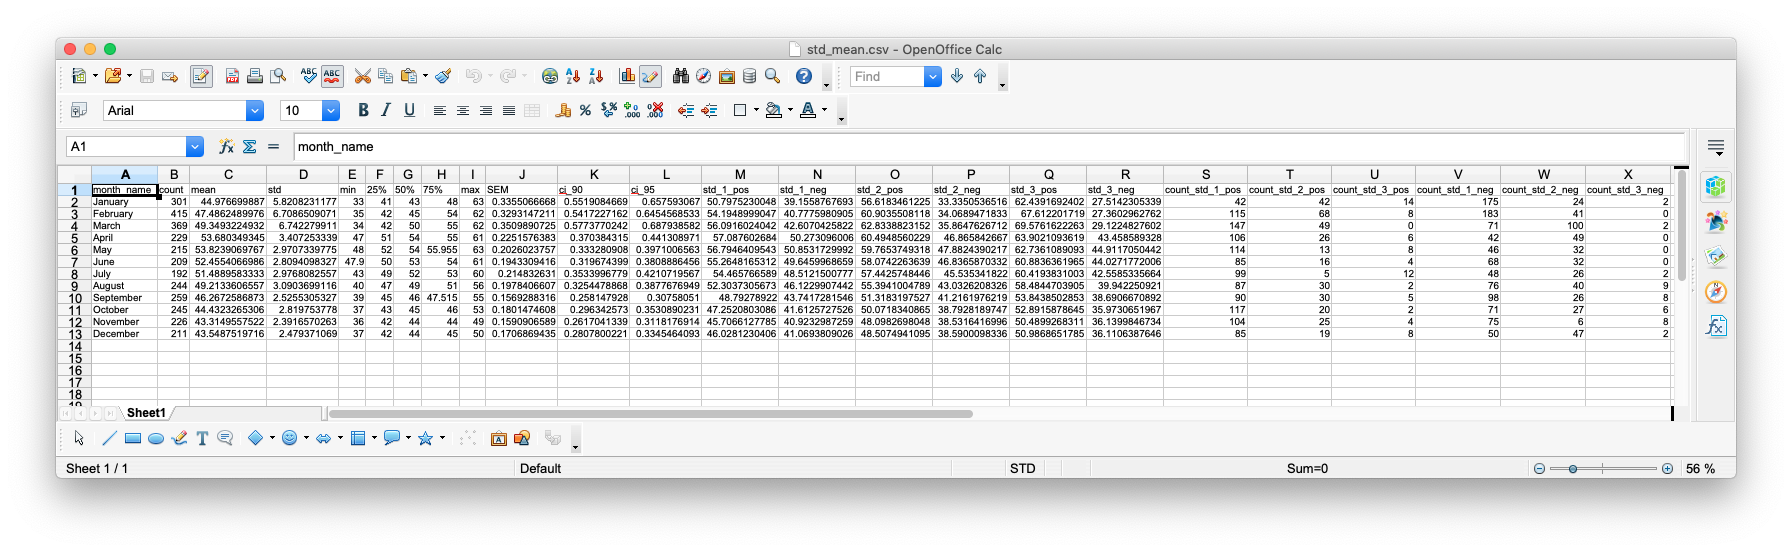 std_mean.csv - OpenOffice Calc
ABC ABC Find
Arial 10 B I U
A1 month_name
A B C D E F G H I J K L M N O P Q R S T U V W X
1 month_name count mean std min 25% 50% 75% max SEM ci_90 ci_95 std_1_pos std_1_neg std_2_pos std_2_neg std_3_pos std_3_neg count_std_1_pos count_std_2_pos count_std_3_pos count_std_1_neg count_std_2_neg count_std_3_neg
2 January 301 44.976699887 5.8208231177 33 41 43 48 63 0.3355066668 0.5519084669 0.657593067 50.7975230048 39.1558767693 56.6183461225 33.3350536516 62.4391692402 27.5142305339 42 42 14 175 24 2
3 February 415 47.4862489976 6.7086509071 35 42 45 54 62 0.3293147211 0.5417227162 0.6454568533 54.1948999047 40.7775980905 60.9035508118 34.0689471833 67.612201719 27.3602962762 115 68 8 183 41 0
4 March 369 49.3493224932 6.742279911 34 42 50 55 62 0.3509890725 0.5773770242 0.687938582 56.0916024042 42.6070425822 62.8338823152 35.8647626712 69.5761622263 29.1224827602 147 49 0 71 100 2
5 April 229 53.680349345 3.407253339 47 51 54 55 61 0.2251576383 0.370384315 0.441308971 57.087602684 50.273096006 60.4948560229 46.865842667 63.9021093619 43.458589328 106 26 6 42 49 0
6 May 215 53.8239069767 2.9707339775 48 52 54 55.955 63 0.2026023757 0.333280908 0.3971006563 56.7946409543 50.8531729992 59.7653749318 47.8824390217 62.7361089093 44.9117050442 114 13 8 46 32 0
7 June 209 52.4554066986 2.8094098327 47.9 50 53 54 61 0.1943309416 0.319674399 0.3808886456 55.2648165312 49.6459968659 58.0742263639 46.8365870332 60.8836361965 44.0271772006 85 16 4 68 32 0
8 July 192 51.4889583333 2.9768082557 43 49 52 53 60 0.214832631 0.3533996779 0.4210719567 54.465766589 48.5121500777 57.4425748446 45.535341822 60.4193831003 42.5585335664 99 5 12 48 26 2
9 August 244 49.2133606557 3.0903699116 40 47 49 51 56 0.1978406607 0.3254478868 0.3877676949 52.3037305673 46.1229907442 55.3941004789 43.0326208326 58.4844703905 39.942250921 87 30 2 76 40 9
10 September 259 46.2672586873 2.5255305327 39 45 46 47.515 55 0.1569288316 0.258147928 0.30758051 48.79278922 43.7417281546 51.3183197527 41.2161976219 53.8438502853 38.6906670892 90 30 5 98 26 8
11 October 245 44.4323265306 2.819753778 37 43 45 46 53 0.1801474608 0.296342573 0.3530890231 47.2520803086 41.6125727526 50.0718340865 38.7928189747 52.8915878645 35.9730651967 117 20 2 71 27 6
12 November 226 43.3149557522 2.3916570263 36 42 44 44 49 0.1590906589 0.2617041339 0.3118176914 45.7066127785 40.9232987259 48.0982698048 38.5316416996 50.4899268311 36.1399846734 104 25 4 75 6 8
13 December 211 43.5487519716 2.479371069 37 42 44 45 50 0.1706869435 0.2807800221 0.3345464093 46.0281230406 41.0693809026 48.5074941095 38.5900098336 50.9868651785 36.1106387646 85 19 8 50 47 2
14
15
16
17
18
Sheet1
Sheet 1 / 1 Default STD Sum=0 56 %